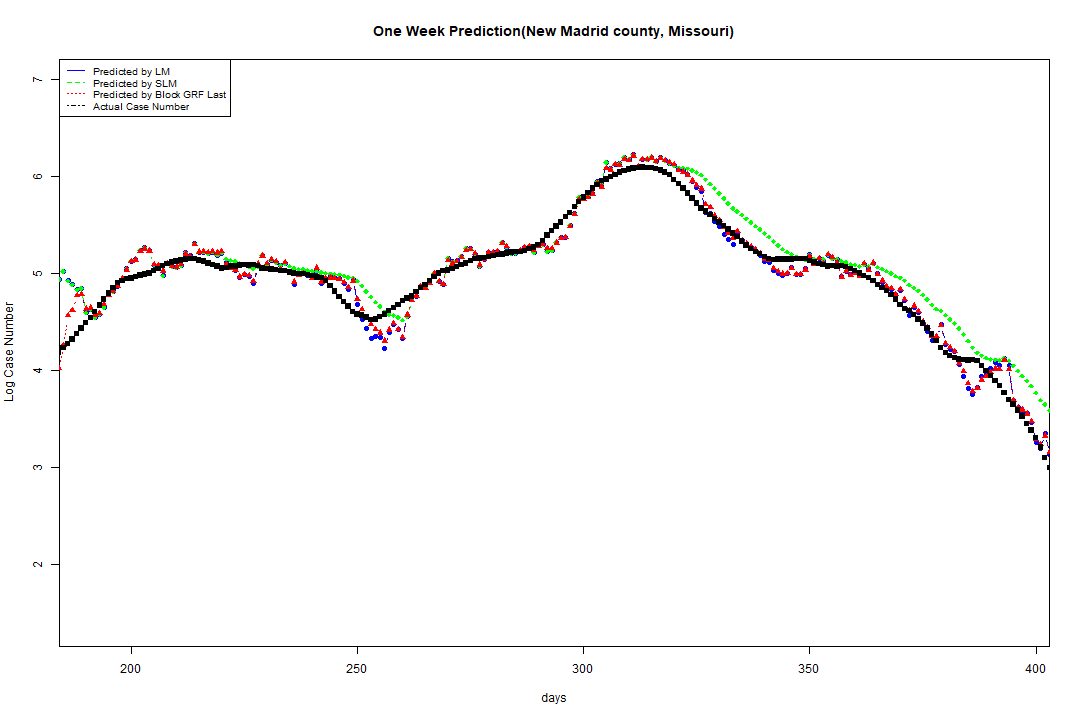 One Week Prediction(New Madrid county, Missouri)
Predicted by LM
Predicted by SLM
Predicted by Block GRF Last
Actual Case Number
7
6
5
4
3
2
Log Case Number
200 250 300 350 400
days